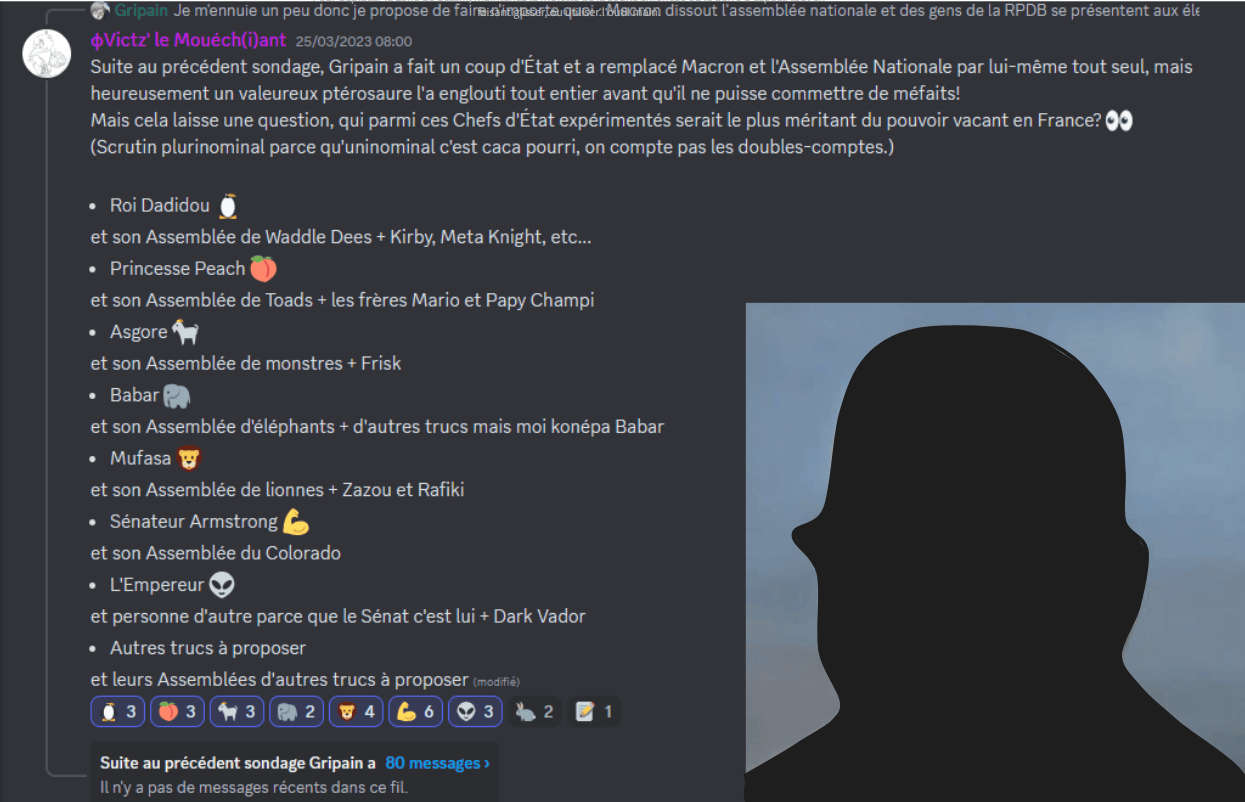 Gripain Je m'ennuie un peu donc je propose de faire n'importe quoi : Macron dissout l'assemblée nationale et des gens de la RPDB se présentent aux éle
φVictz' le Mouéch(i)ant 25/03/2023 08:00
Suite au précédent sondage, Gripain a fait un coup d'État et a remplacé Macron et l'Assemblée Nationale par lui-même tout seul, mais
heureusement un valeureux ptérosaure l'a englouti tout entier avant qu'il ne puisse commettre de méfaits!
Mais cela laisse une question, qui parmi ces Chefs d'État expérimentés serait le plus méritant du pouvoir vacant en France? 👀
(Scrutin plurinominal parce qu'uninominal c'est caca pourri, on compte pas les doubles-comptes.)
• Roi Dadidou
et son Assemblée de Waddle Dees + Kirby, Meta Knight, etc...
• Princesse Peach 🍑
et son Assemblée de Toads + les frères Mario et Papy Champi
• Asgore 🐐
et son Assemblée de monstres + Frisk
• Babar 🐘
et son Assemblée d'éléphants + d'autres trucs mais moi konépa Babar
• Mufasa 🦁
et son Assemblée de lionnes + Zazou et Rafiki
• Sénateur Armstrong 💪
et son Assemblée du Colorado
• L'Empereur 👽
et personne d'autre parce que le Sénat c'est lui + Dark Vador
• Autres trucs à proposer
et leurs Assemblées d'autres trucs à proposer (modifié)
3 3 3 2 4 6 3 2 1
Suite au précédent sondage Gripain a 80 messages ›
Il n'y a pas de messages récents dans ce fil.